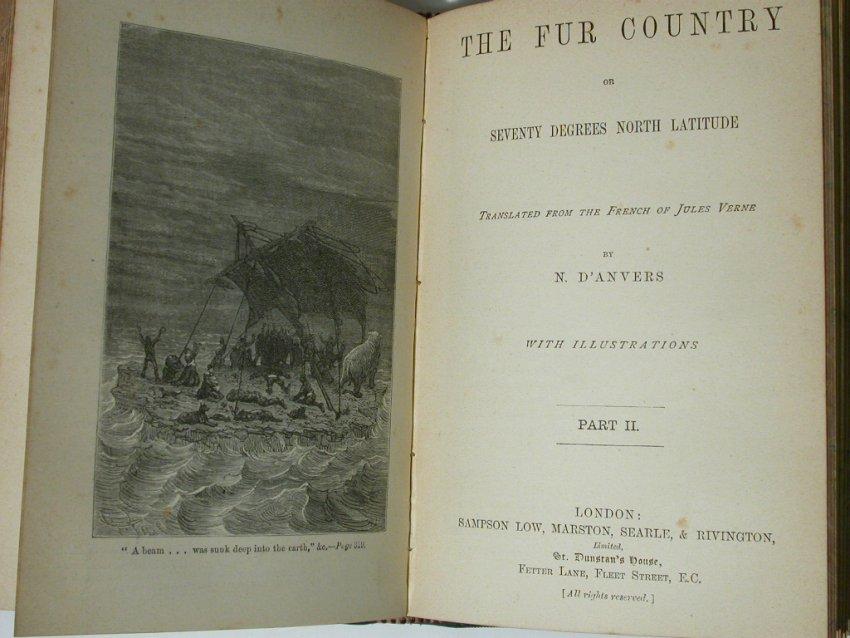 "A beam . . . was sunk deep into the earth," &c.—Page 319.
THE FUR COUNTRY
OR
SEVENTY DEGREES NORTH LATITUDE
TRANSLATED FROM THE FRENCH OF JULES VERNE
BY
N. D'ANVERS
WITH ILLUSTRATIONS
PART II.
LONDON:
SAMPSON LOW, MARSTON, SEARLE, & RIVINGTON,
Limited,
St. Dunstan's House,
FETTER LANE, FLEET STREET, E.C.
[All rights reserved.]